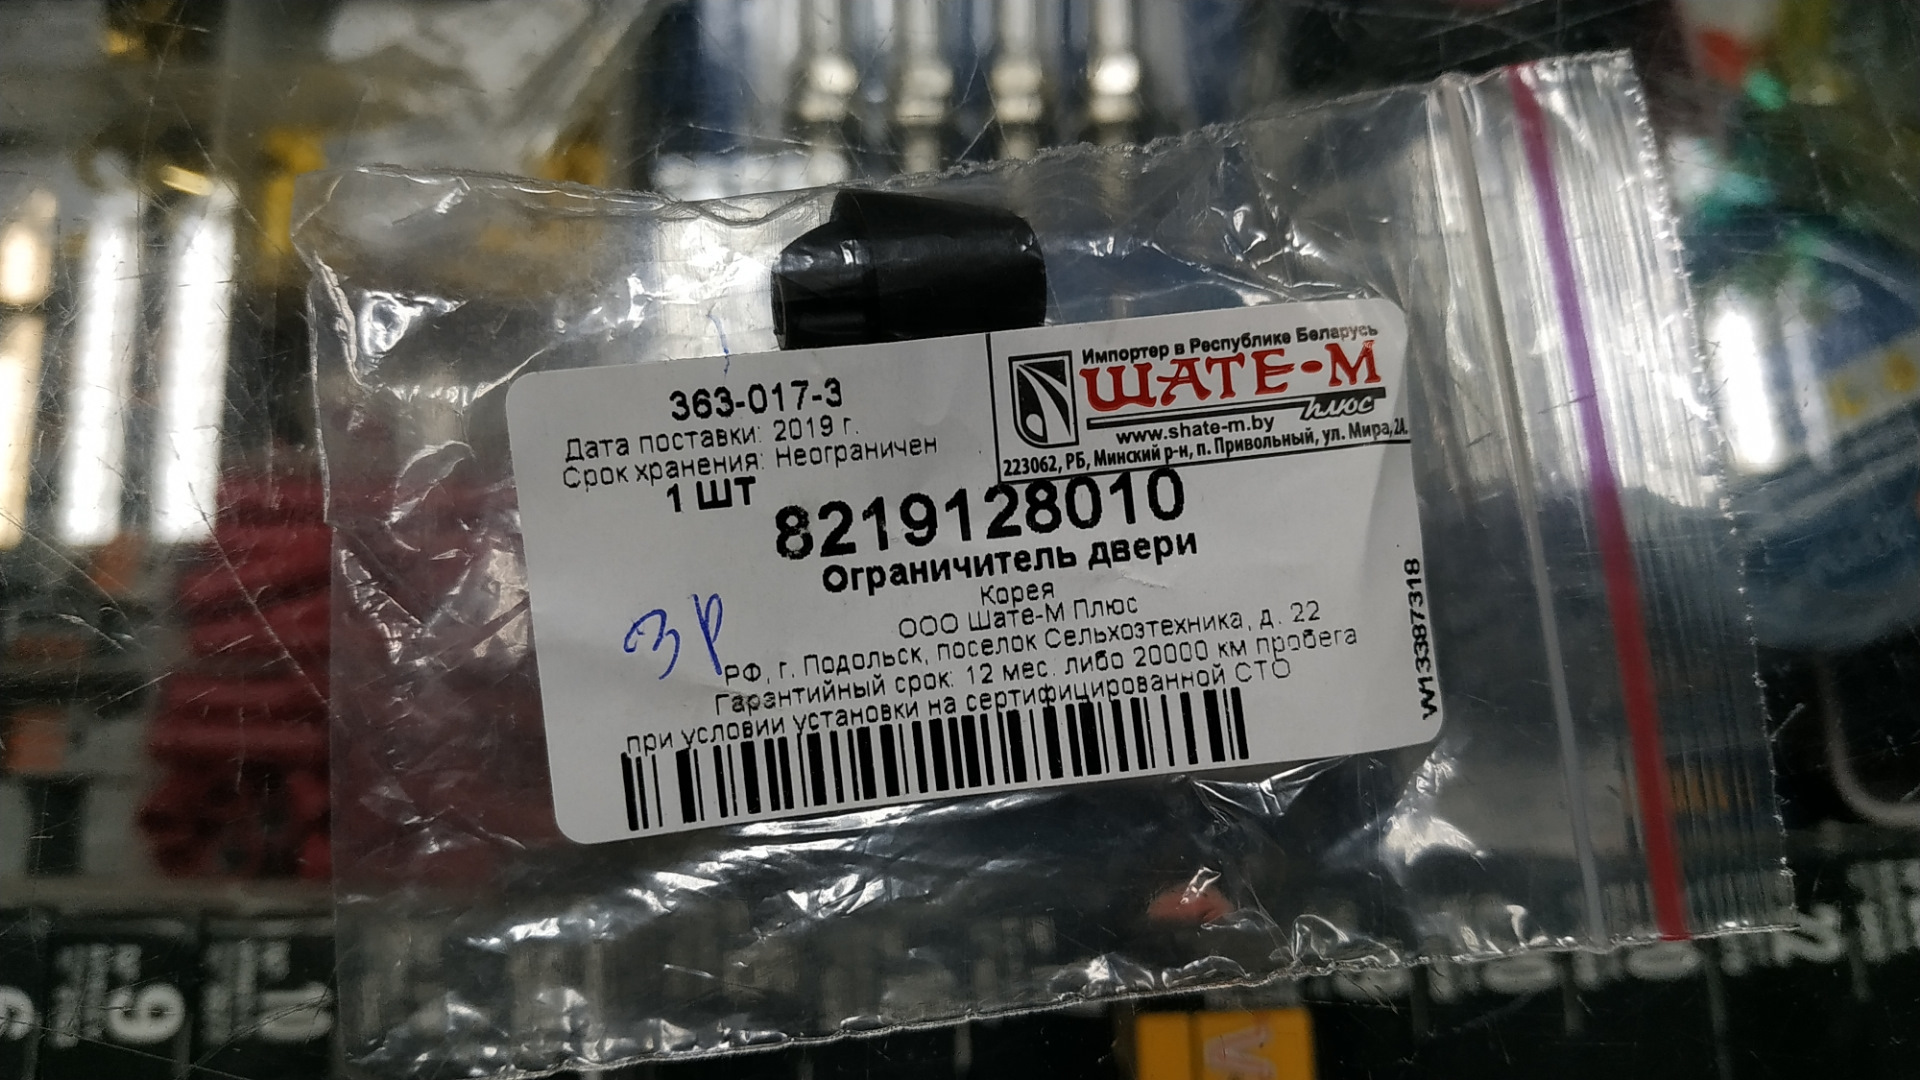 363-017-3
Дата поставки: 2019 г.
Срок хранения: Неограничен
1 ШТ
Импортер в Республике Беларусь
ШАТЕ-М
плюс
www.shate-m.by
223062, РБ, Минский р-н, п. Привольный, ул. Мира, 2А.
8219128010
Ограничитель двери
Корея
ООО Шате-М Плюс
РФ, г. Подольск, поселок Сельхозтехника, д. 22
Гарантийный срок: 12 мес. либо 20000 км пробега
при условии установки на сертифицированной СТО
3р
W13387318